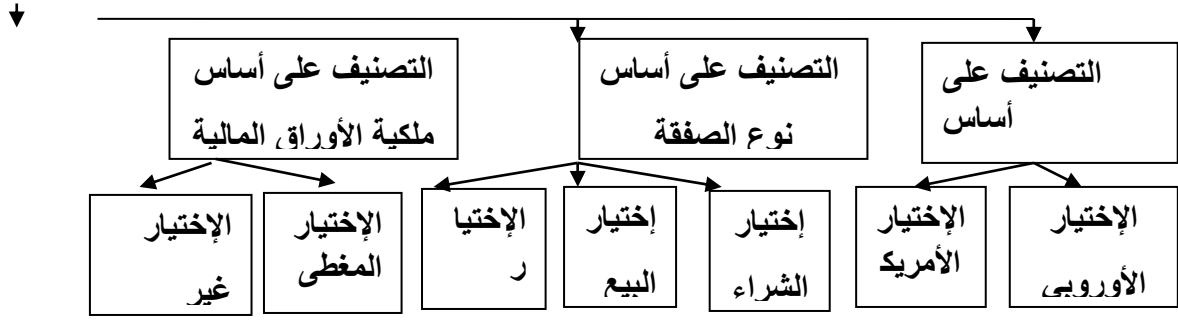 التصنيف على
أساس
التصنيف على أساس
نوع الصفقة
التصنيف على أساس
ملكية الأوراق المالية
الإختيار
الأوروبي
الإختيار
الأمريك
إختيار
الشراء
إختيار
البيع
الإختيا
ر
الإختيار
المغطى
الإختيار
غير